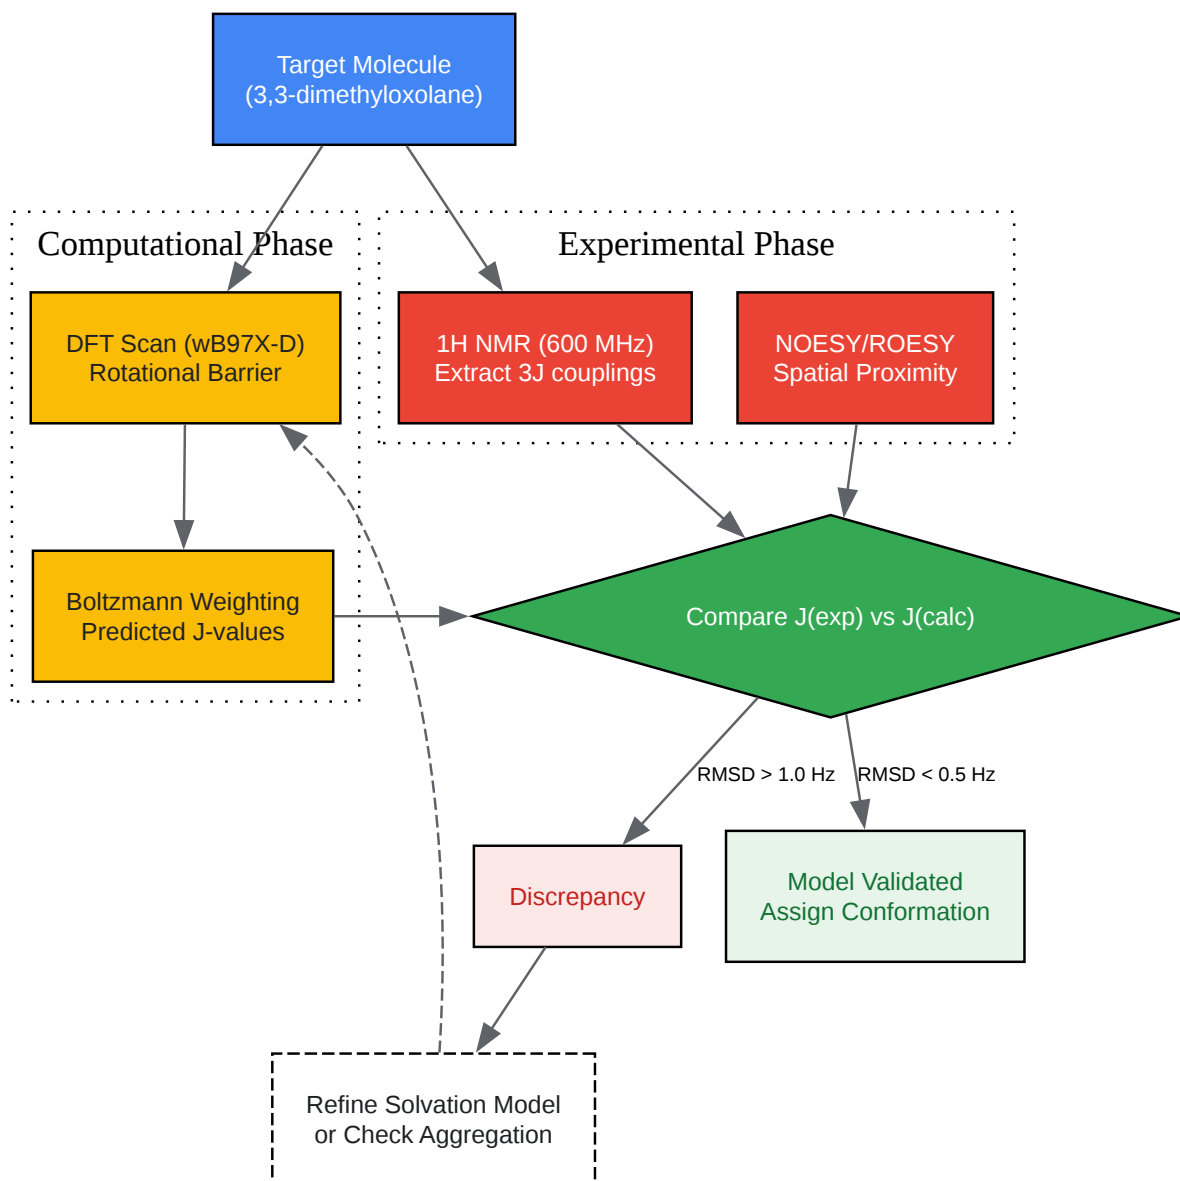 Target Molecule
(3,3-dimethyloxolane)
Computational Phase
Experimental Phase
DFT Scan (wB97X-D)
Rotational Barrier
1H NMR (600 MHz)
Extract 3J couplings
NOESY/ROESY
Spatial Proximity
Boltzmann Weighting
Predicted J-values
Compare J(exp) vs J(calc)
RMSD > 1.0 Hz
RMSD < 0.5 Hz
Discrepancy
Model Validated
Assign Conformation
Refine Solvation Model
or Check Aggregation